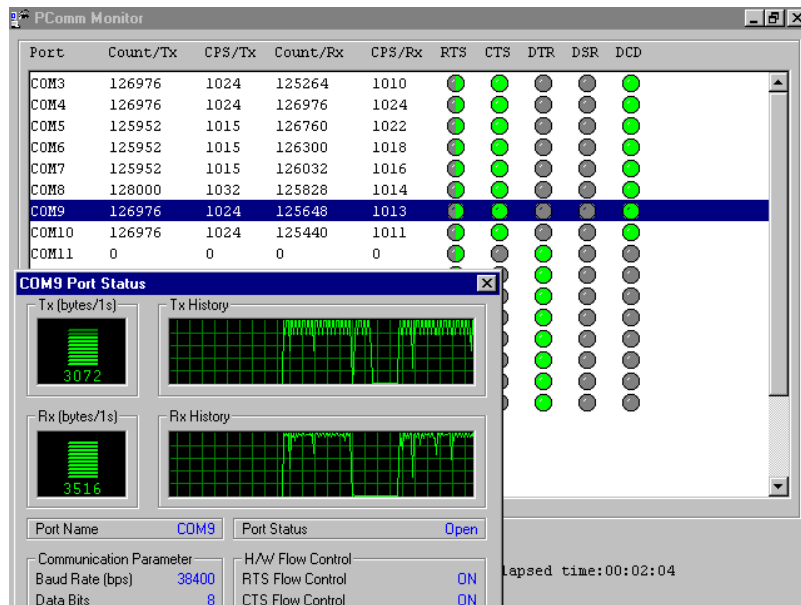 PComm Monitor
Port Count/Tx CPS/Tx Count/Rx CPS/Rx RTS CTS DTR DSR DCD
COM3 126976 1024 125264 1010
COM4 126976 1024 126976 1024
COM5 125952 1015 126760 1022
COM6 125952 1015 126300 1018
COM7 125952 1015 126032 1016
COM8 128000 1032 125828 1014
COM9 126976 1024 125648 1013
COM10 126976 1024 125440 1011
COM11 0 0 0 0
COM9 Port Status
Tx (bytes/1s) Tx History
3072
Rx (bytes/1s) Rx History
3516
Port Name COM9 Port Status Open
Communication Parameter H/W Flow Control
Baud Rate (bps) 38400 RTS Flow Control ON
lapsed time:00:02:04
Data Bits 8 CTS Flow Control ON